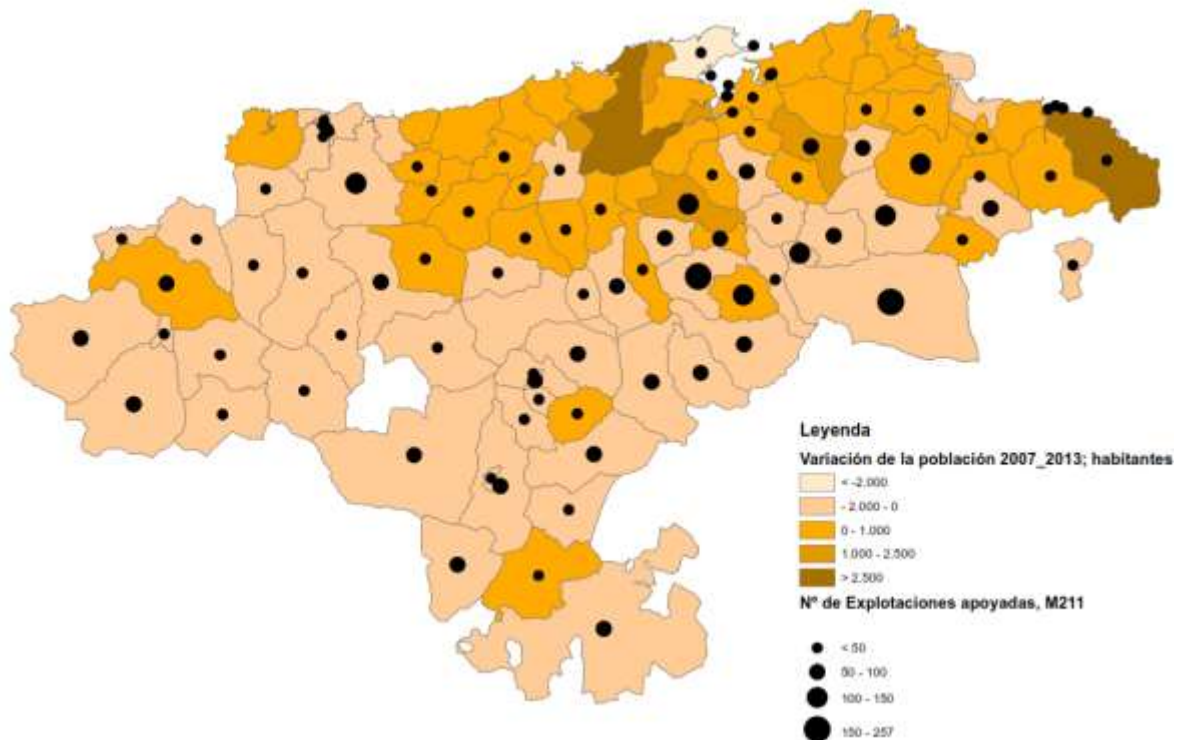 Leyenda
Variación de la población 2007_2013; habitantes
< -2.000
- 2.000 - 0
0 - 1.000
1.000 - 2.500
> 2.500
Nº de Explotaciones apoyadas, M211
< 50
50 - 100
100 - 150
150 - 257